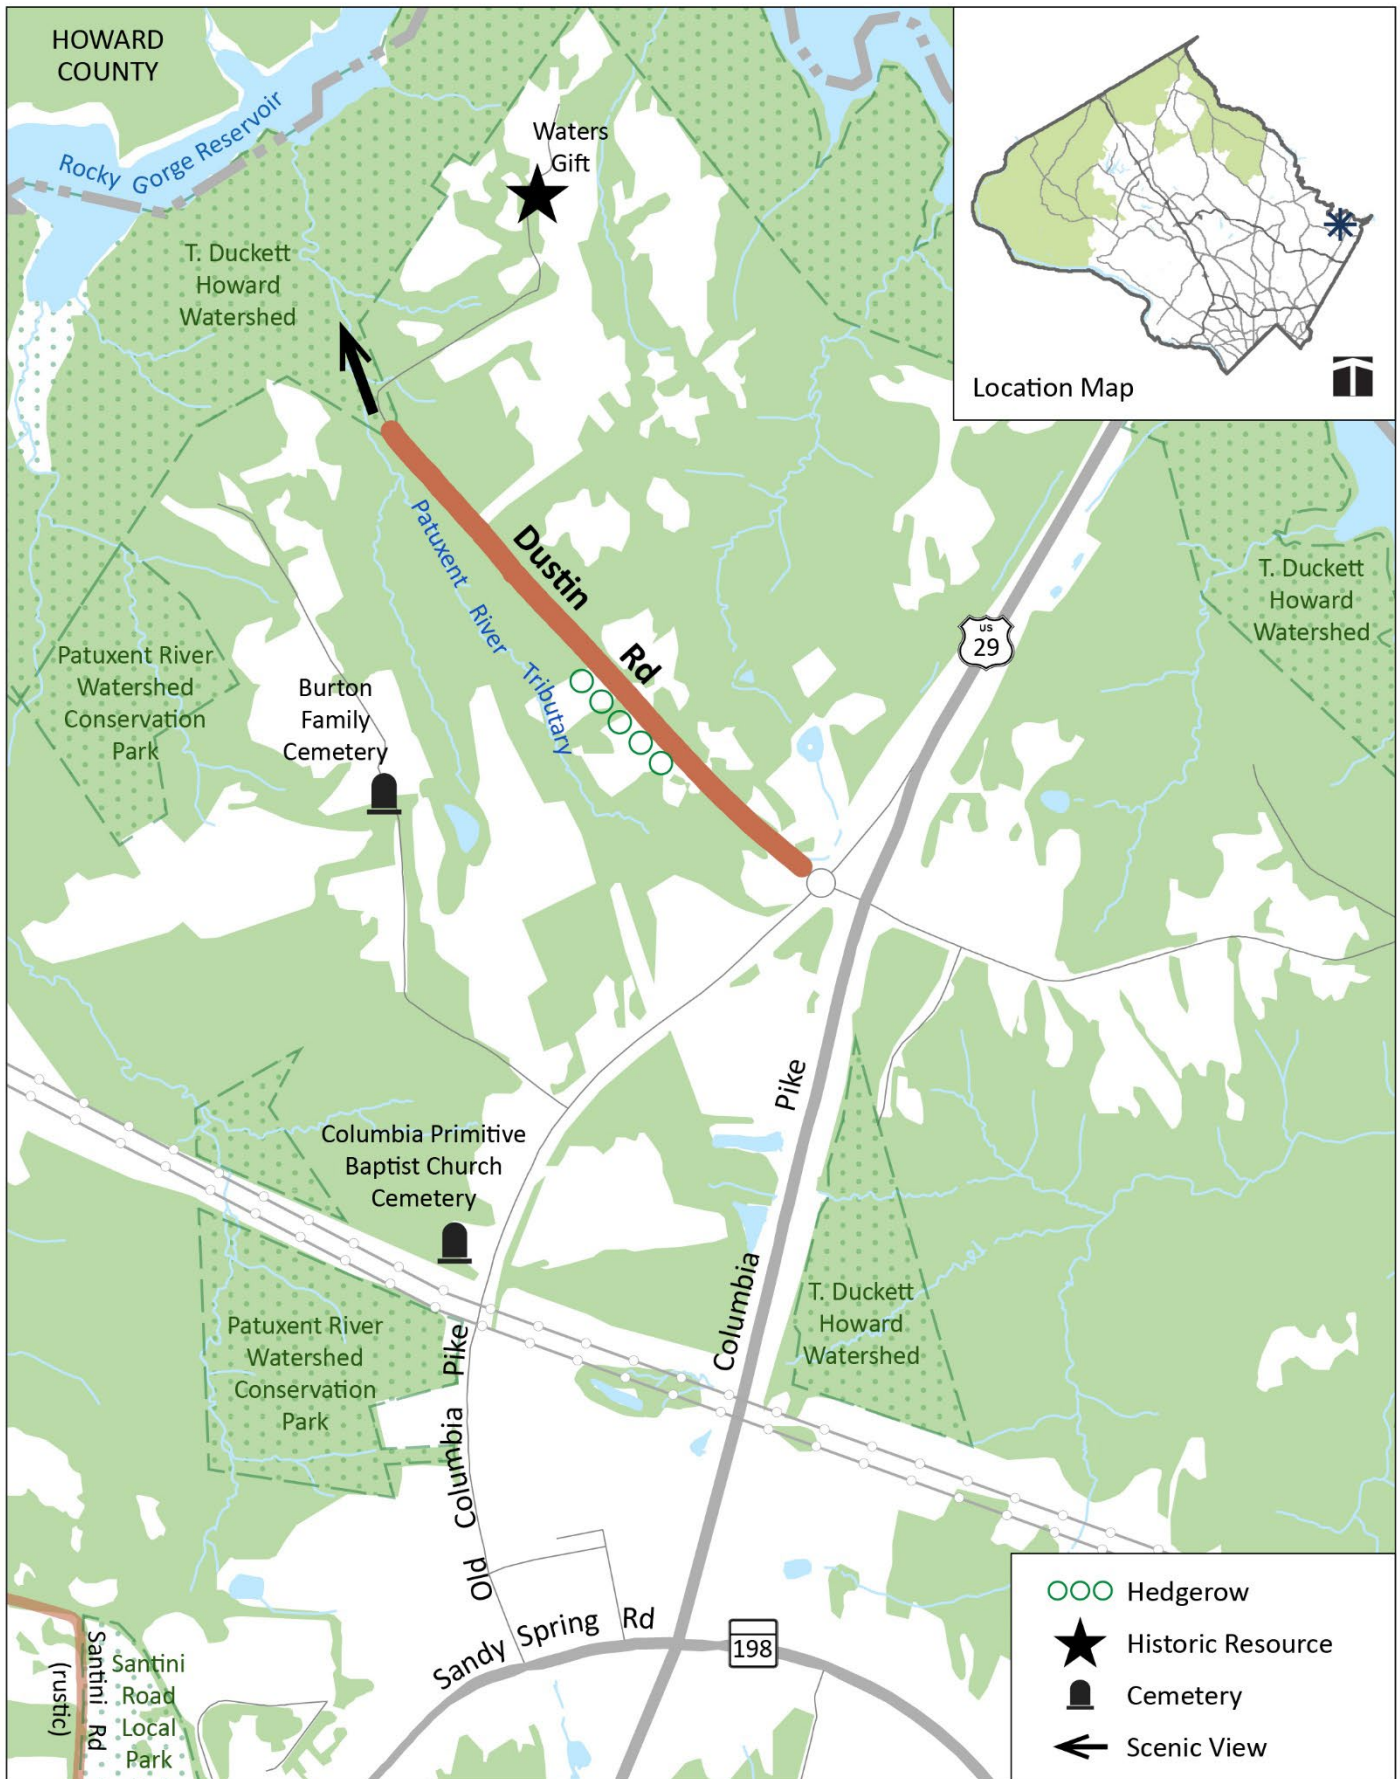 HOWARD
COUNTY
Rocky Gorge Reservoir
Waters
Gift
T. Duckett
Howard
Watershed
Location Map
Dustin Rd
Patuxent River Tributary
US
29
T. Duckett
Howard
Watershed
Patuxent River
Watershed
Conservation
Park
Burton
Family
Cemetery
Columbia Primitive
Baptist Church
Cemetery
Columbia Pike
T. Duckett
Howard
Watershed
Patuxent River
Watershed
Conservation
Park
Old Columbia Pike
Sandy Spring Rd
198
Santini Rd
(rustic)
Santini
Road
Local
Park
Hedgerow
Historic Resource
Cemetery
Scenic View